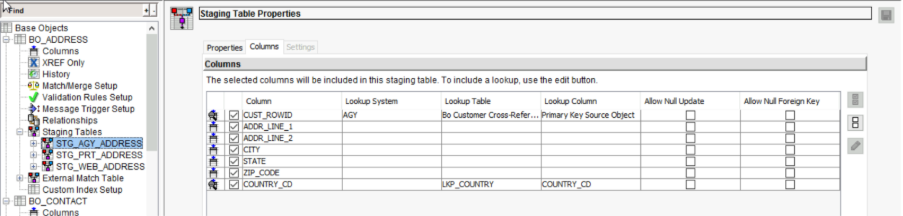 Find
Base Objects
BO_ADDRESS
Columns
XREF Only
History
Match/Merge Setup
Validation Rules Setup
Message Trigger Setup
Relationships
Staging Tables
STG_AGY_ADDRESS
STG_PRT_ADDRESS
STG_WEB_ADDRESS
External Match Table
Custom Index Setup
BO_CONTACT
Columns
Staging Table Properties
Properties Columns Settings
Columns
The selected columns will be included in this staging table. To include a lookup, use the edit button.
Column Lookup System Lookup Table Lookup Column Allow Null Update Allow Null Foreign Key
CUST_ROWID AGY Bo Customer Cross-Refer... Primary Key Source Object
ADDR_LINE_1
ADDR_LINE_2
CITY
STATE
ZIP_CODE
COUNTRY_CD LKP_COUNTRY COUNTRY_CD